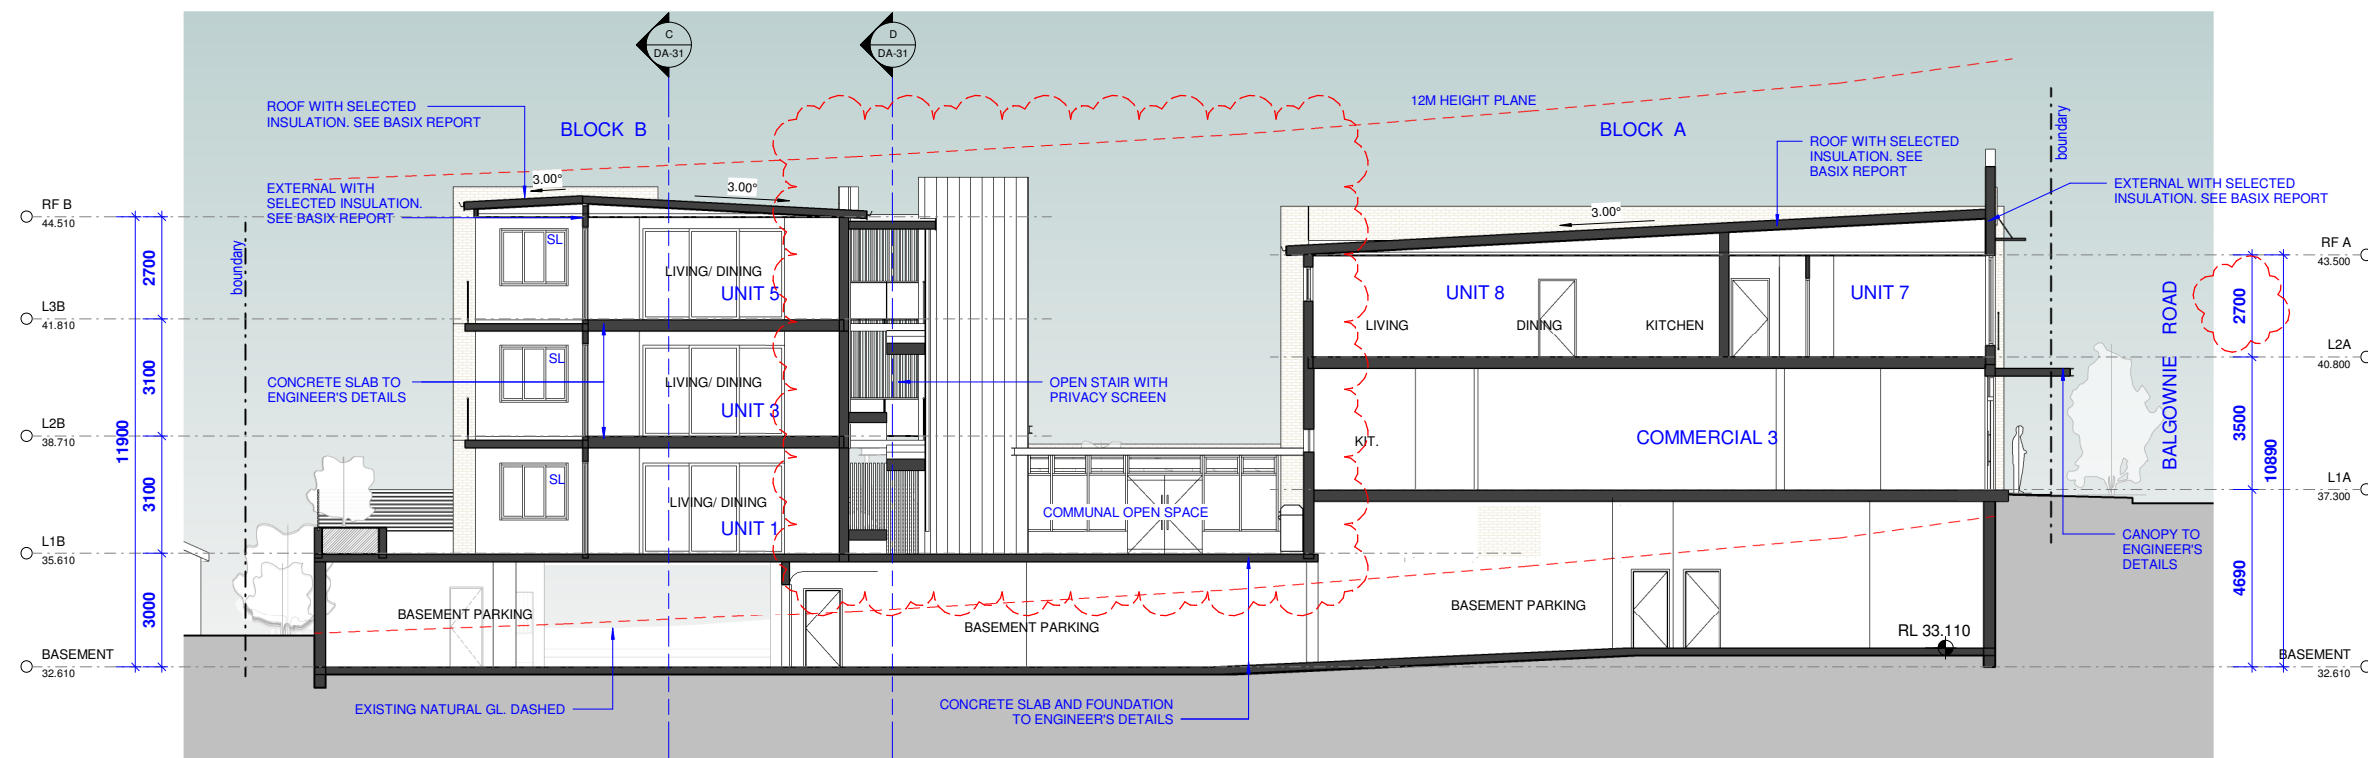 C
DA-31
D
DA-31
12M HEIGHT PLANE
ROOF WITH SELECTED
INSULATION. SEE BASIX REPORT
BLOCK B
BLOCK A
boundary
ROOF WITH SELECTED
INSULATION. SEE
BASIX REPORT
3.00°
3.00°
EXTERNAL WITH
SELECTED INSULATION.
SEE BASIX REPORT
EXTERNAL WITH SELECTED
INSULATION. SEE BASIX REPORT
RF B
44.510
3.00°
boundary
SL
RF A
43.500
2700
LIVING/ DINING
UNIT 5
UNIT 8
UNIT 7
2700
L3B
41.810
LIVING
DINING
KITCHEN
BALGOWNIE ROAD
L2A
40.800
SL
3100
CONCRETE SLAB TO
ENGINEER'S DETAILS
LIVING/ DINING
UNIT 3
OPEN STAIR WITH
PRIVACY SCREEN
3500
L2B
38.710
11900
KIT.
COMMERCIAL 3
10890
SL
3100
LIVING/ DINING
UNIT 1
COMMUNAL OPEN SPACE
L1A
37.300
L1B
35.610
CANOPY TO
ENGINEER'S
DETAILS
4690
3000
BASEMENT PARKING
BASEMENT PARKING
BASEMENT PARKING
RL 33.110
BASEMENT
32.610
BASEMENT
32.610
EXISTING NATURAL GL. DASHED
CONCRETE SLAB AND FOUNDATION
TO ENGINEER'S DETAILS